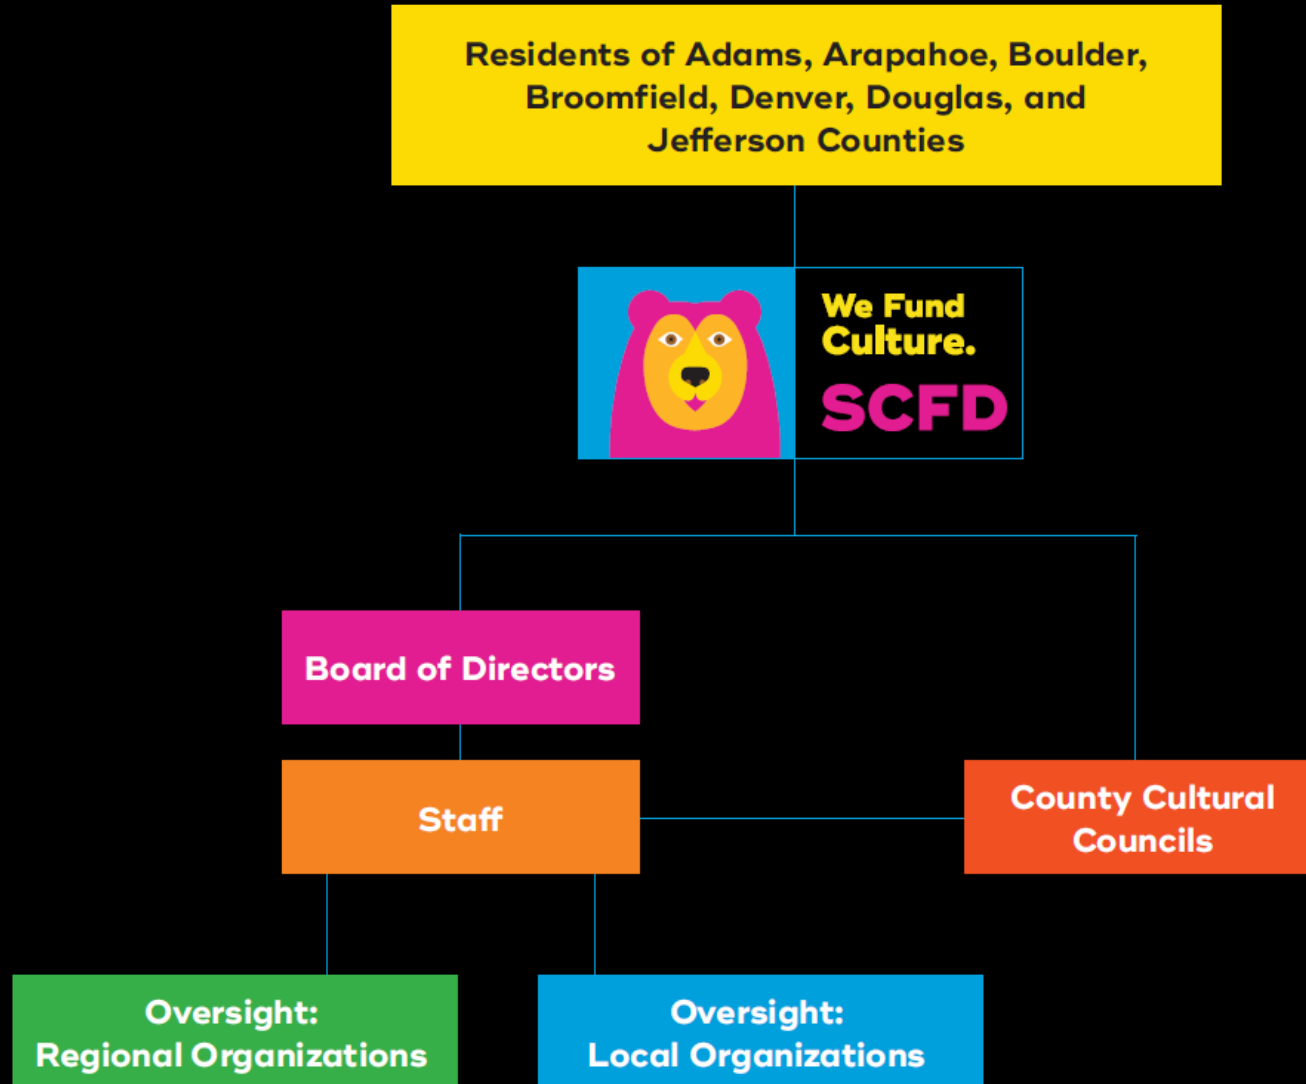 Residents of Adams, Arapahoe, Boulder,
Broomfield, Denver, Douglas, and
Jefferson Counties
We Fund
Culture.
SCFD
Board of Directors
Staff
County Cultural
Councils
Oversight:
Regional Organizations
Oversight:
Local Organizations